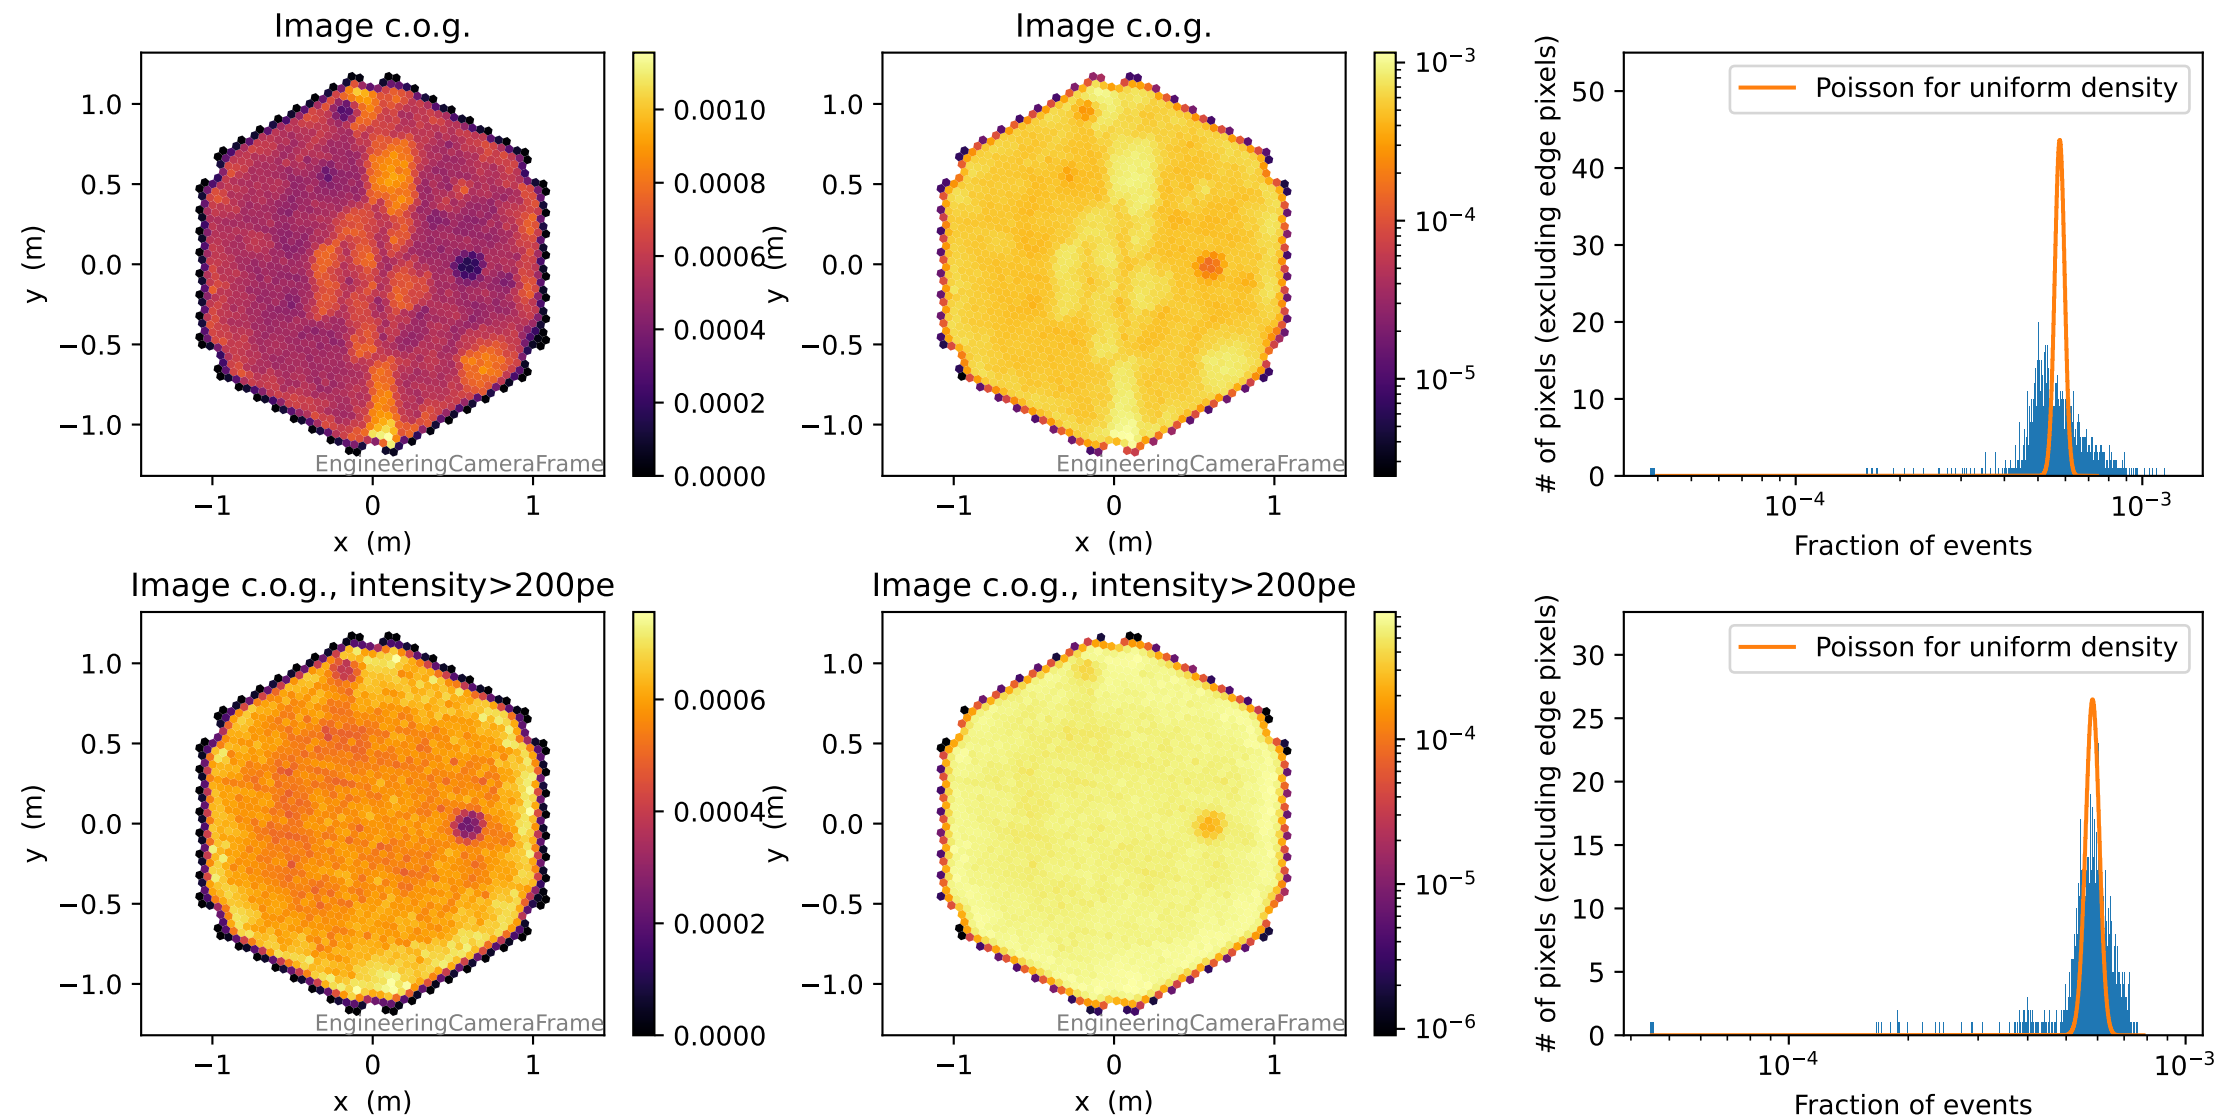 Image c.o.g.
1.0
0.5
0.0
−0.5
−1.0
y (m)
−1
0
1
x (m)
EngineeringCameraFrame
0.0010
0.0008
0.0006
0.0004
0.0002
0.0000
Image c.o.g.
1.0
0.5
0.0
−0.5
−1.0
y (m)
−1
0
1
x (m)
EngineeringCameraFrame
10⁻³
10⁻⁴
10⁻⁵
# of pixels (excluding edge pixels)
50
40
30
20
10
0
Poisson for uniform density
10⁻⁴
10⁻³
Fraction of events
Image c.o.g., intensity>200pe
1.0
0.5
0.0
−0.5
−1.0
y (m)
−1
0
1
x (m)
EngineeringCameraFrame
0.0006
0.0004
0.0002
0.0000
Image c.o.g., intensity>200pe
1.0
0.5
0.0
−0.5
−1.0
y (m)
−1
0
1
x (m)
EngineeringCameraFrame
10⁻⁴
10⁻⁵
10⁻⁶
# of pixels (excluding edge pixels)
30
25
20
15
10
5
0
Poisson for uniform density
10⁻⁴
10⁻³
Fraction of events